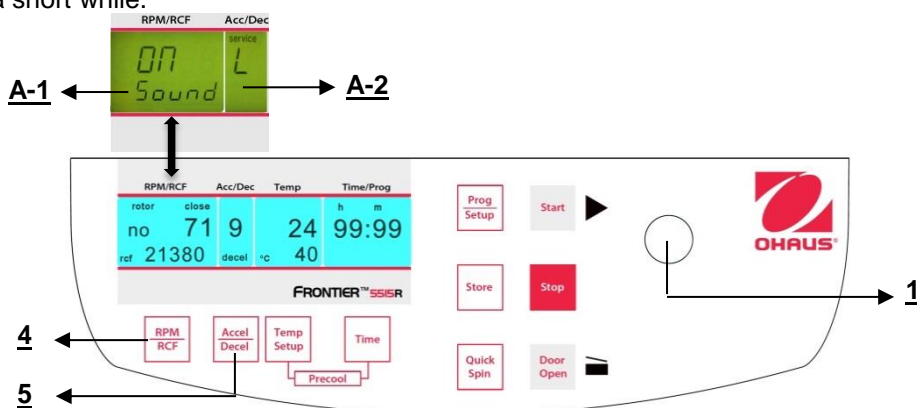 a short while.
RPM/RCF Acc/Dec
service
ON L
Sound
A-1 A-2
RPM/RCF Acc/Dec Temp Time/Prog
rotor close h m
no 71 9 24 99:99
rcf 21380 decel °C 40
FRONTIER™ 5515R
RPM
RCF
Accel
Decel
Temp
Setup
Time
Precool
4
5
Prog
Setup
Start
Store
Stop
Quick
Spin
Door
Open
OHAUS®
1